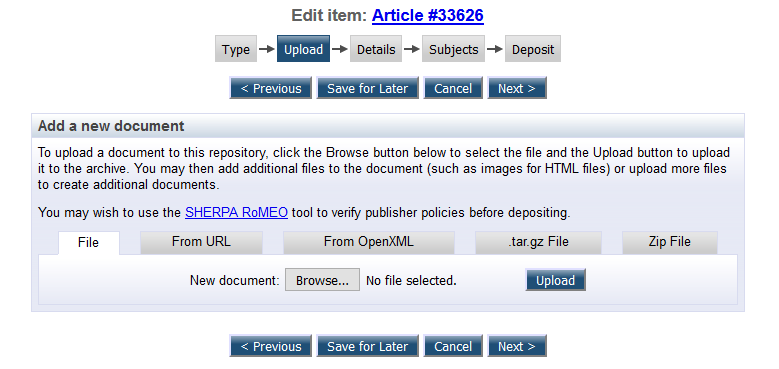 Edit item: Article #33626
Type Upload Details Subjects Deposit
< Previous Save for Later Cancel Next >
Add a new document
To upload a document to this repository, click the Browse button below to select the file and the Upload button to upload
it to the archive. You may then add additional files to the document (such as images for HTML files) or upload more files
to create additional documents.
You may wish to use the SHERPA RoMEO tool to verify publisher policies before depositing.
File From URL From OpenXML .tar.gz File Zip File
New document: Browse... No file selected. Upload
< Previous Save for Later Cancel Next >